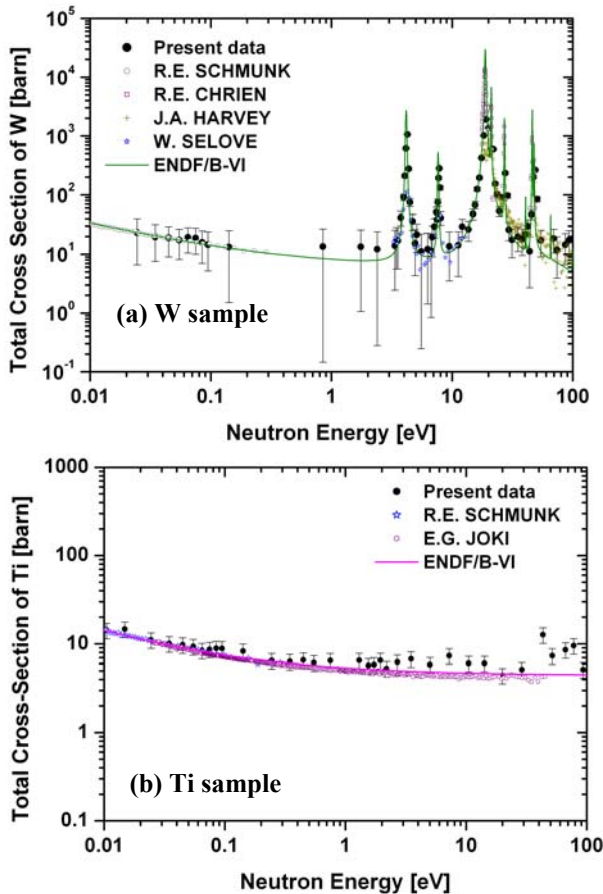 Total Cross Section of W [barn]
10^5
10^4
10^3
10^2
10^1
10^0
10^-1
Present data
R.E. SCHMUNK
R.E. CHRIEN
J.A. HARVEY
W. SELOVE
ENDF/B-VI
(a) W sample
0.01 0.1 1 10 100
Neutron Energy [eV]
Total Cross-Section of Ti [barn]
1000
100
10
1
0.1
Present data
R.E. SCHMUNK
E.G. JOKI
ENDF/B-VI
(b) Ti sample
0.01 0.1 1 10 100
Neutron Energy [eV]